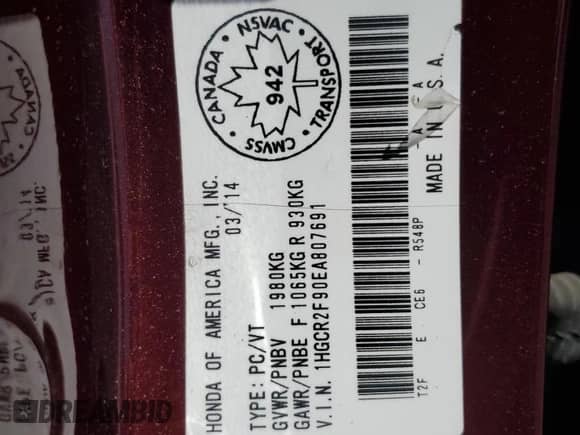 CANADA · NSVAC · TRANSPORT · CMVSS ·
942
HONDA OF AMERICA MFG., INC.
03/'14
TYPE: PC/VT
GVWR/PNBV 1980KG
GAWR/PNBE F 1065KG R 930KG
V.I.N. 1HGCR2F90EA807691
MADE IN U.S.A.
T2F E CE6 - R548P
DREAMBID